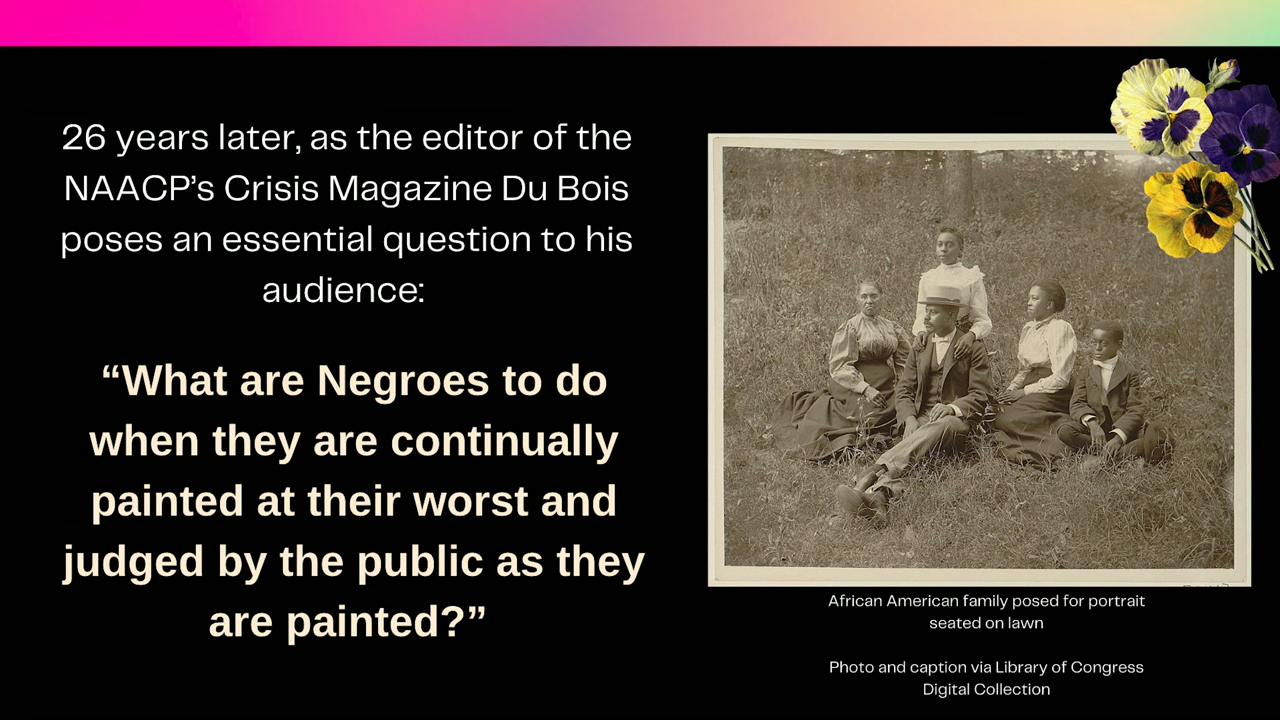 26 years later, as the editor of the
NAACP’s Crisis Magazine Du Bois
poses an essential question to his
audience:
“What are Negroes to do
when they are continually
painted at their worst and
judged by the public as they
are painted?”
African American family posed for portrait
seated on lawn
Photo and caption via Library of Congress
Digital Collection